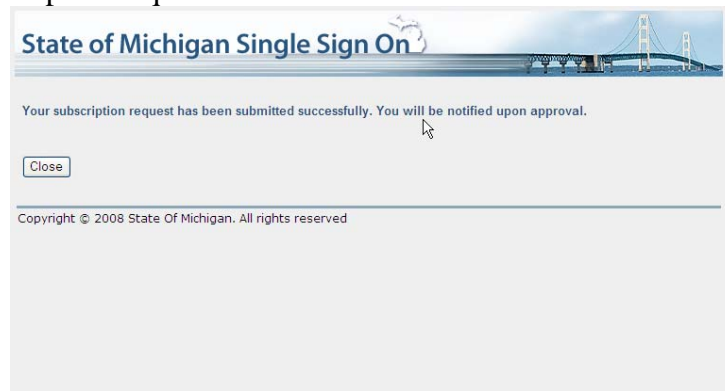 State of Michigan Single Sign On
Your subscription request has been submitted successfully. You will be notified upon approval.
Close
Copyright © 2008 State Of Michigan. All rights reserved